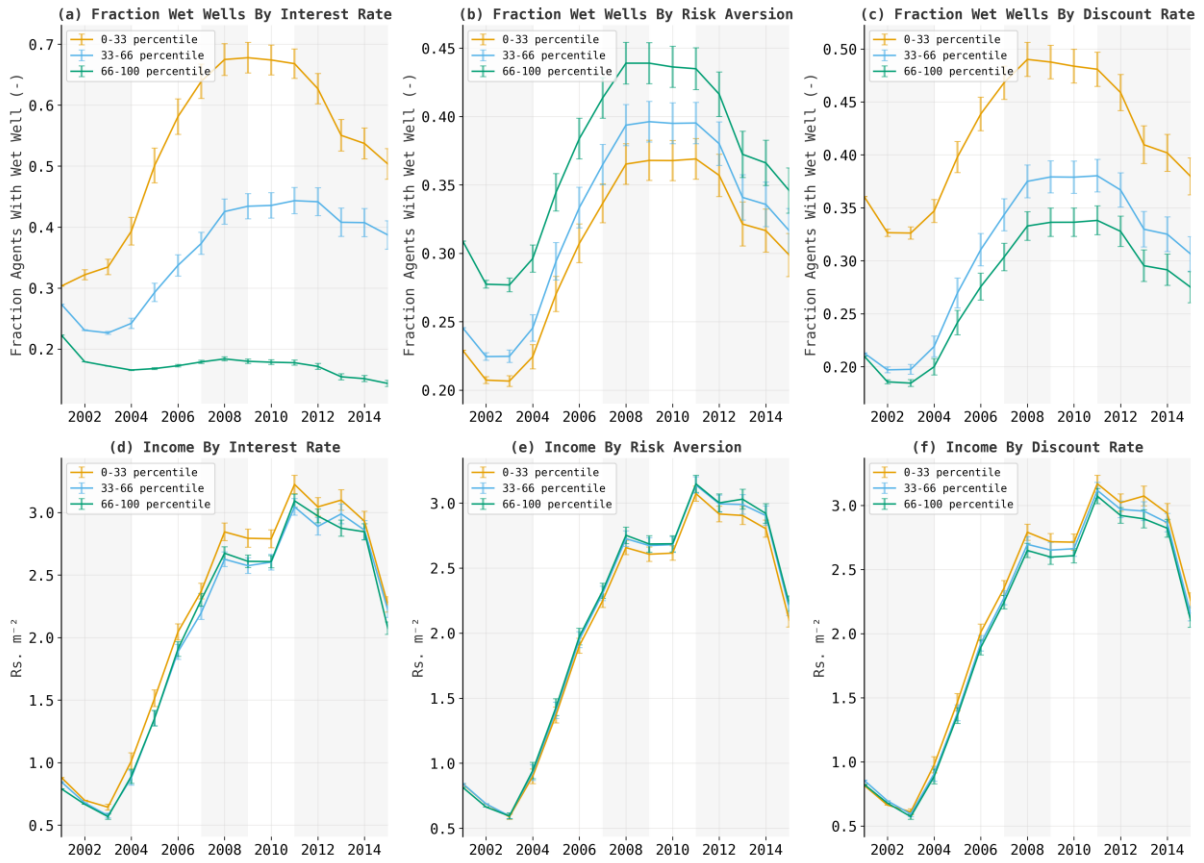 (a) Fraction Wet Wells By Interest Rate
Fraction Agents With Wet Well (-)
0.7
0.6
0.5
0.4
0.3
0.2
0-33 percentile
33-66 percentile
66-100 percentile
2002 2004 2006 2008 2010 2012 2014
(b) Fraction Wet Wells By Risk Aversion
0.45
0.40
0.35
0.30
0.25
0.20
0-33 percentile
33-66 percentile
66-100 percentile
2002 2004 2006 2008 2010 2012 2014
(c) Fraction Wet Wells By Discount Rate
Fraction Agents With Wet Well (-)
0.50
0.45
0.40
0.35
0.30
0.25
0.20
0-33 percentile
33-66 percentile
66-100 percentile
2002 2004 2006 2008 2010 2012 2014
(d) Income By Interest Rate
Rs. m⁻²
3.0
2.5
2.0
1.5
1.0
0.5
0-33 percentile
33-66 percentile
66-100 percentile
2002 2004 2006 2008 2010 2012 2014
(e) Income By Risk Aversion
Rs. m⁻²
3.0
2.5
2.0
1.5
1.0
0.5
0-33 percentile
33-66 percentile
66-100 percentile
2002 2004 2006 2008 2010 2012 2014
(f) Income By Discount Rate
Rs. m⁻²
3.0
2.5
2.0
1.5
1.0
0.5
0-33 percentile
33-66 percentile
66-100 percentile
2002 2004 2006 2008 2010 2012 2014